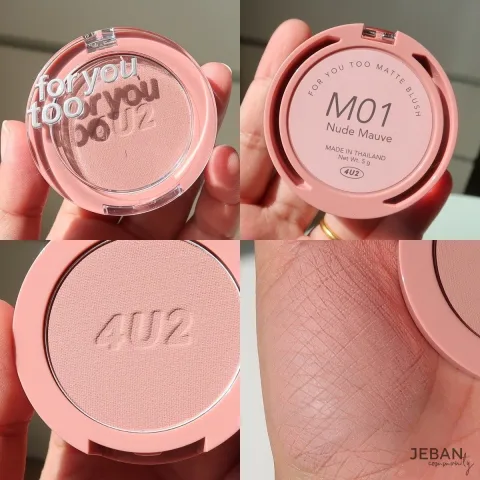 for you
too
for you
too
4U2
FOR YOU TOO MATTE BLUSH
M01
Nude Mauve
MADE IN THAILAND
Net Wt. 5 g
4U2
4U2
JEBAN
community